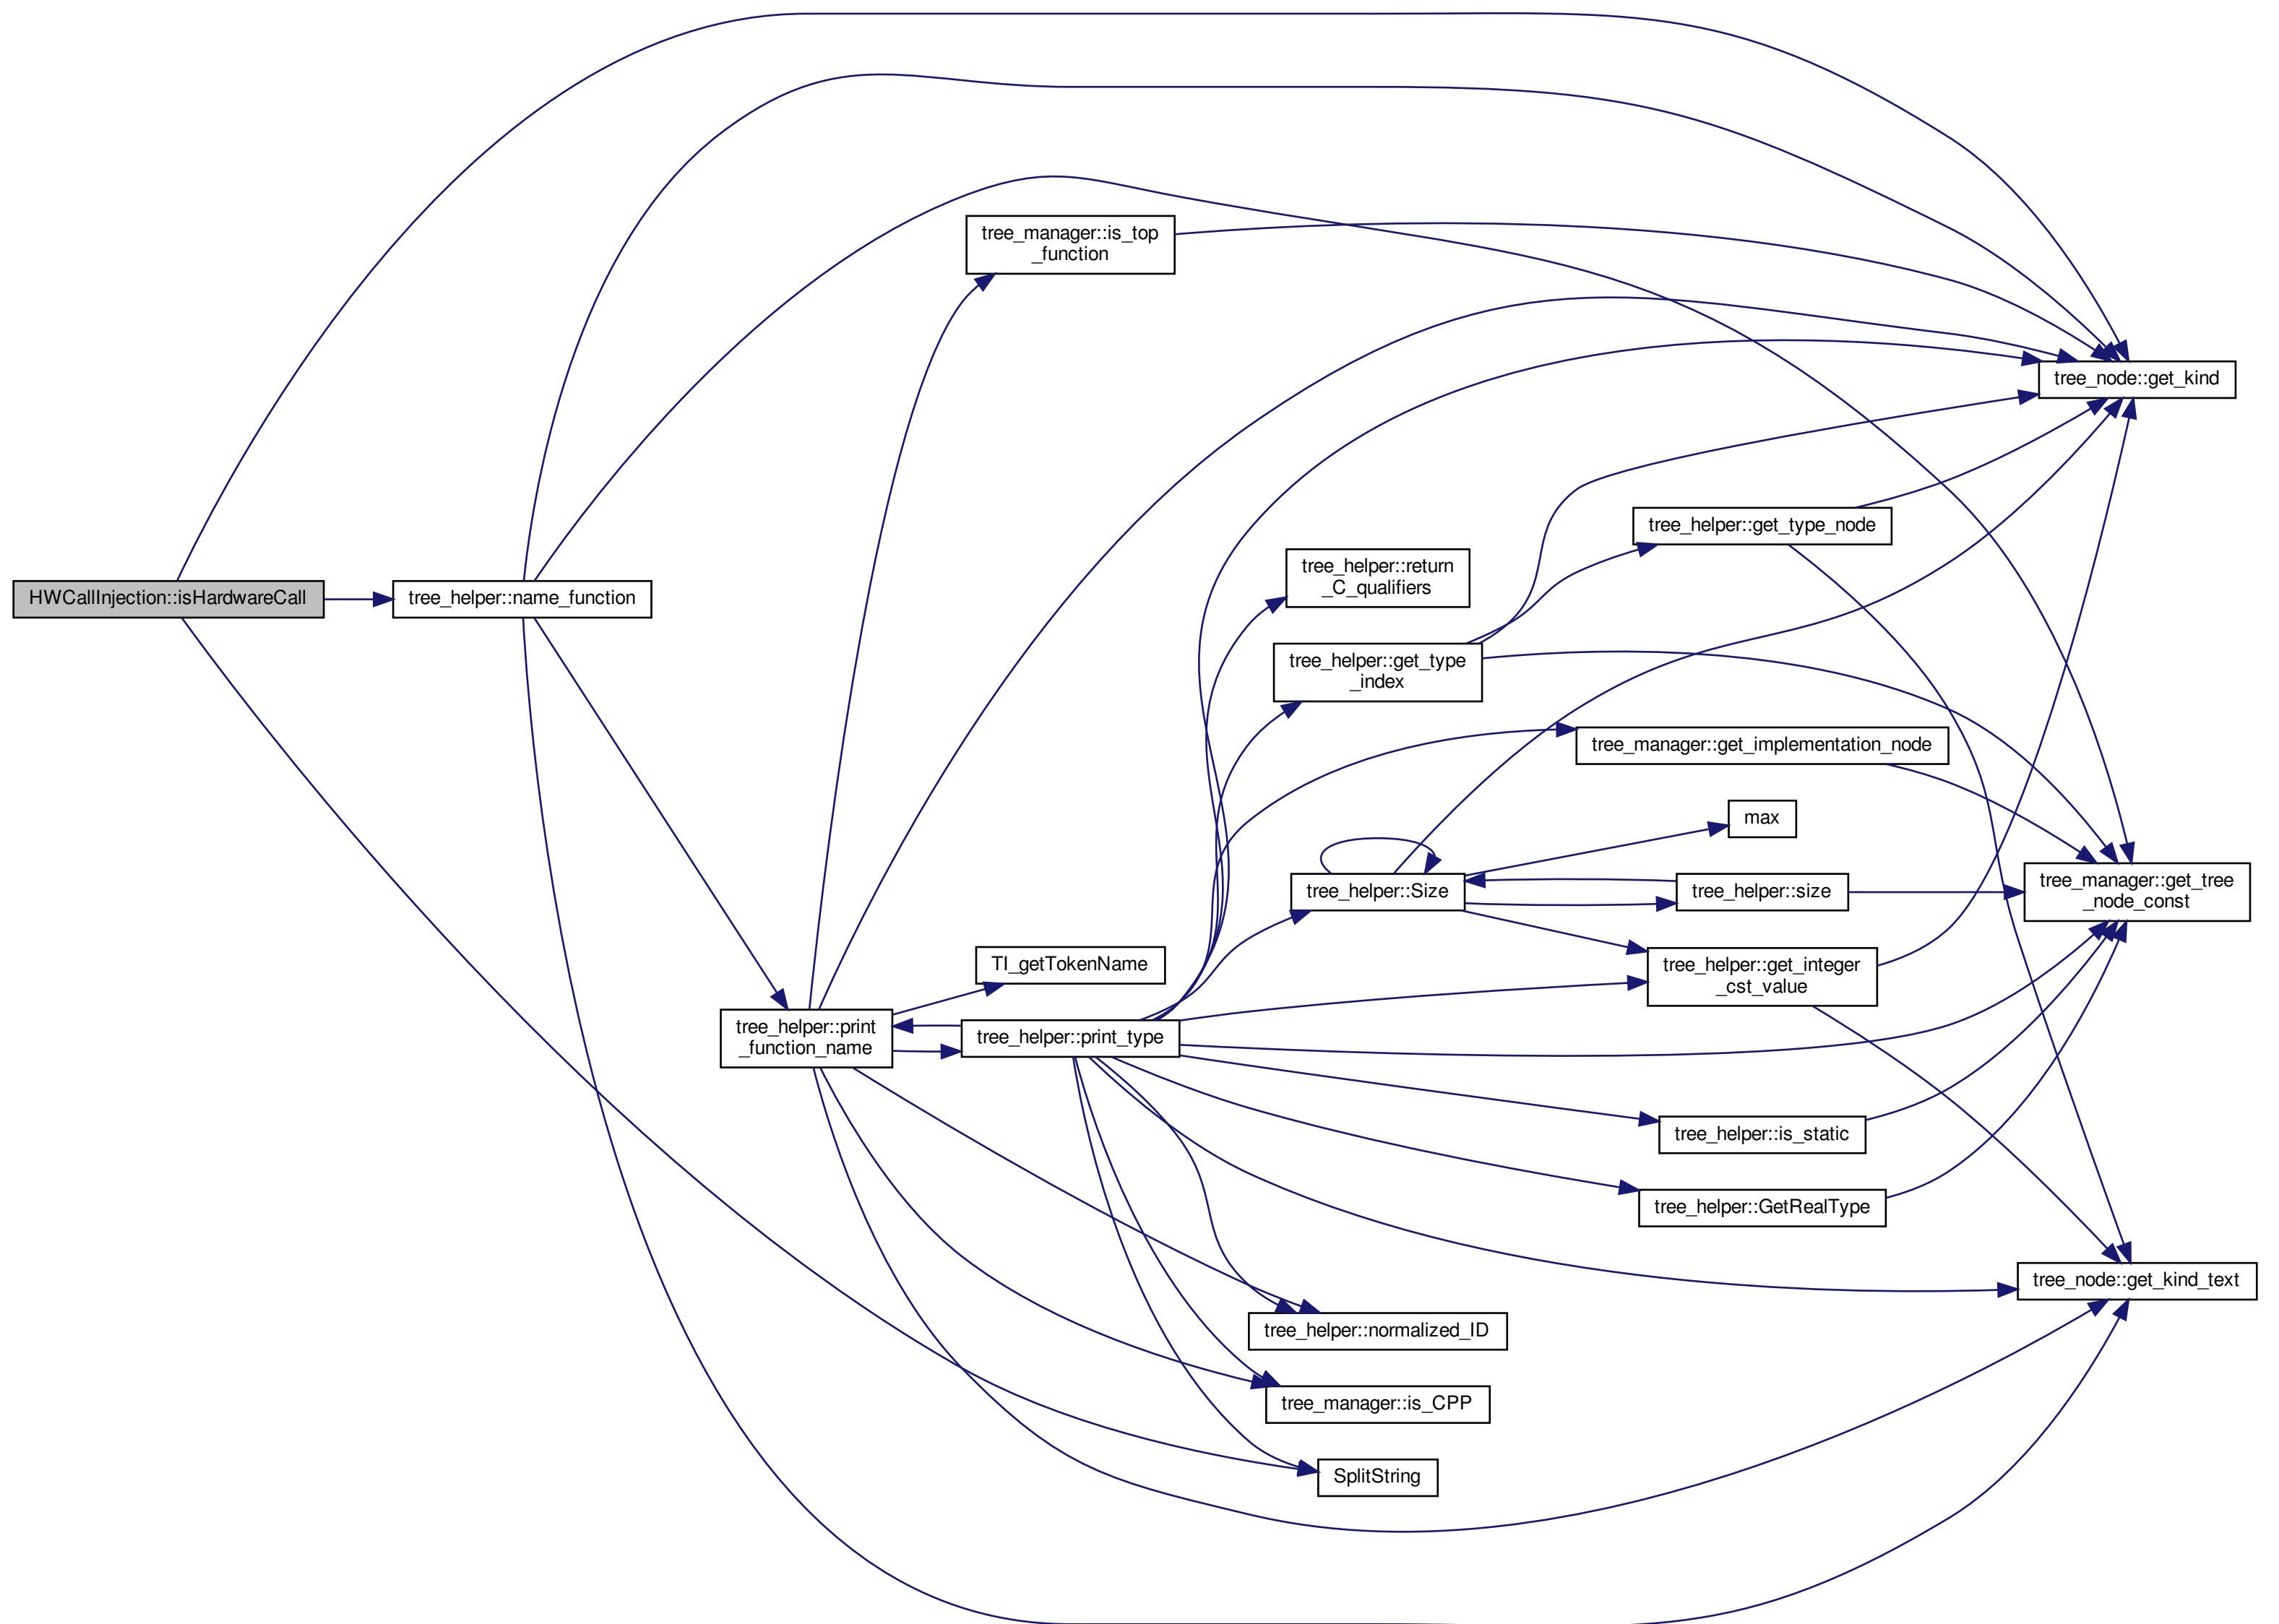 HWCallInjection::isHardwareCall
tree_helper::name_function
tree_helper::print
_function_name
tree_manager::is_top
_function
TI_getTokenName
tree_helper::print_type
tree_helper::return
_C_qualifiers
tree_helper::get_type
_index
tree_helper::Size
tree_helper::normalized_ID
tree_manager::is_CPP
SplitString
tree_helper::get_type_node
tree_manager::get_implementation_node
max
tree_helper::size
tree_helper::get_integer
_cst_value
tree_helper::is_static
tree_helper::GetRealType
tree_node::get_kind
tree_manager::get_tree
_node_const
tree_node::get_kind_text